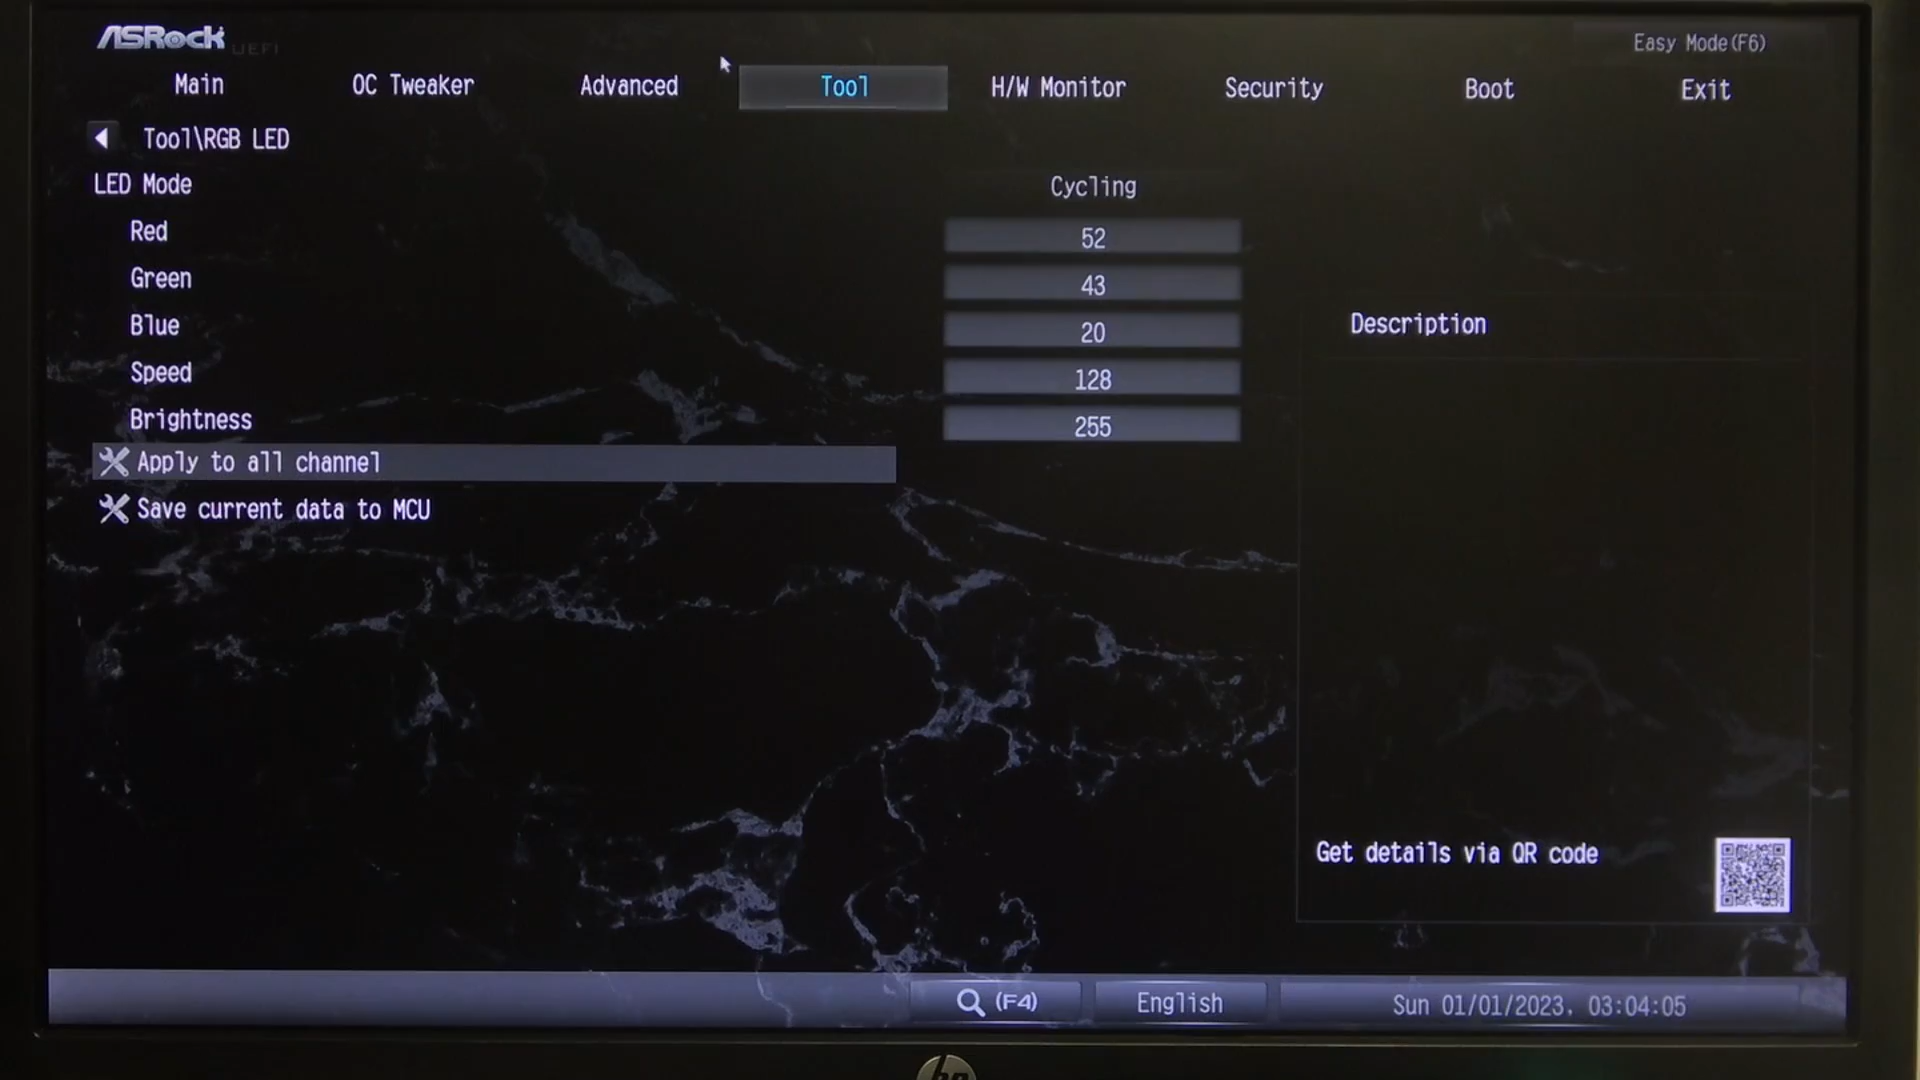 ASRock UEFI
Easy Mode(F6)
Main OC Tweaker Advanced Tool H/W Monitor Security Boot Exit
Tool\RGB LED
LED Mode Cycling
Red 52
Green 43
Blue 20
Speed 128
Brightness 255
Apply to all channel
Save current data to MCU
Description
Get details via QR code
(F4) English Sun 01/01/2023, 03:04:05
hp